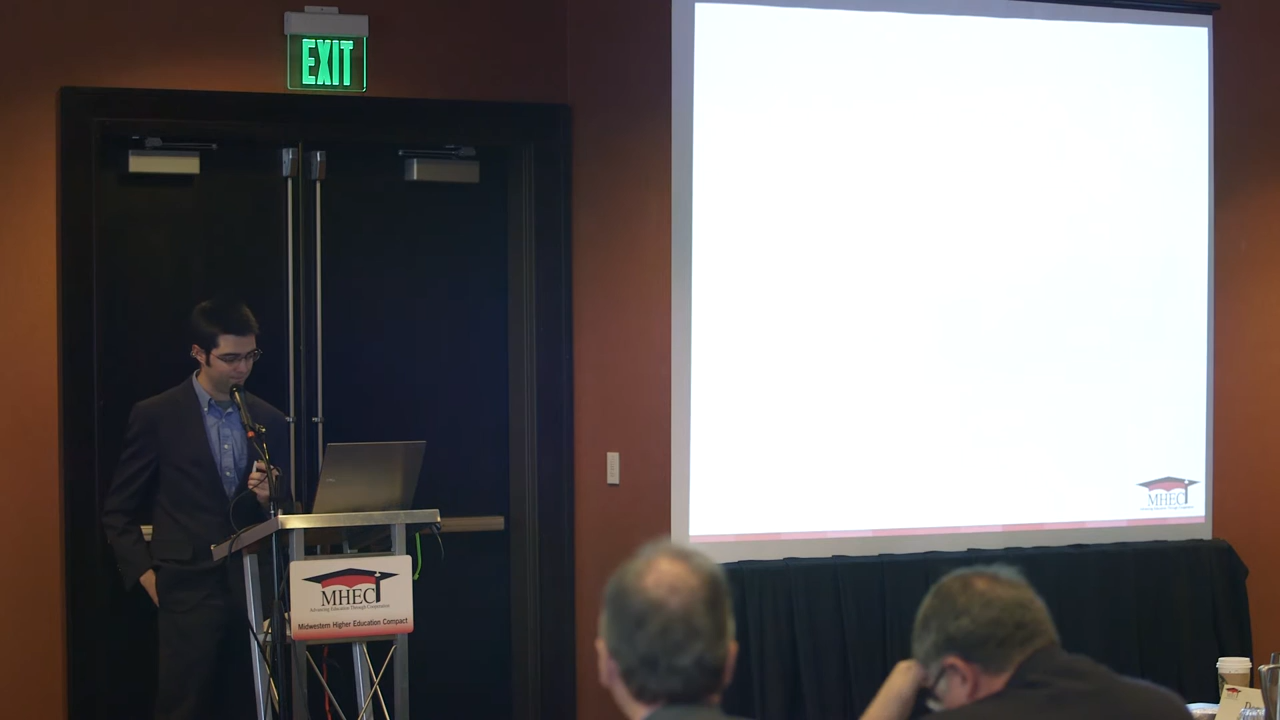 EXIT
MHEC
MHEC
Advancing Education Through Cooperation
Midwestern Higher Education Compact